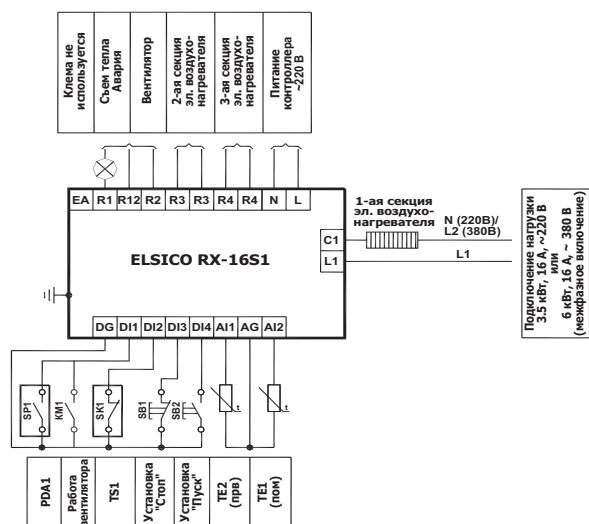 Клема не
используется
Съем тепла
Авария
Вентилятор
2-ая секция
эл. воздухо-
нагревателя
3-ая секция
эл. воздухо-
нагревателя
Питание
контроллера
~220 В
EA R1 R12 R2 R3 R3 R4 R4 N L
1-ая секция
эл. воздухо-
нагревателя
N (220В)/
L2 (380В)
C1
L1
L1
ELSICO RX-16S1
Подключение нагрузки
3.5 кВт, 16 А, ~220 В
или
6 кВт, 16 А, ~ 380 В
(межфазное включение)
DG DI1 DI2 DI3 DI4 AI1 AG AI2
SP1
KM1
SK1
SB1
SB2
t
t
PDA1
Работа
вентилятора
TS1
Установка
"Стоп"
Установка
"Пуск"
TE2
(прв)
TE1
(пом)